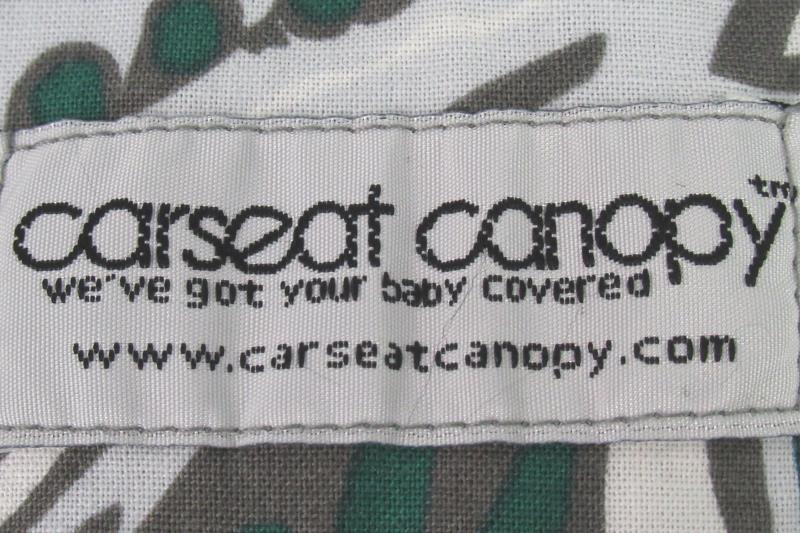 carseat canopy™
we've got your baby covered
www.carseatcanopy.com